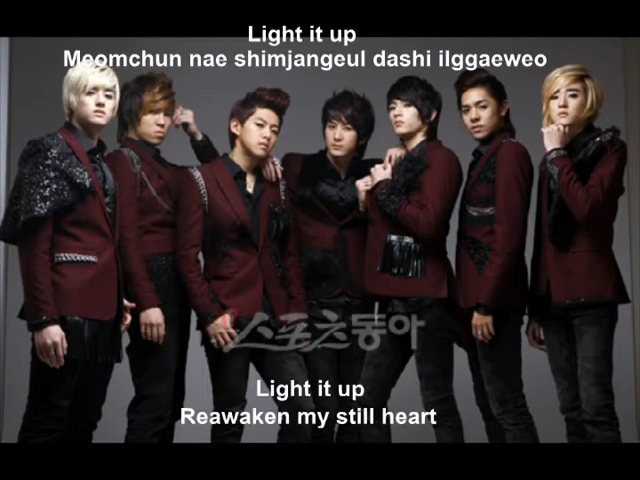 Light it up
Meomchun nae shimjangeul dashi ilggaeweo
스포츠동아
Light it up
Reawaken my still heart